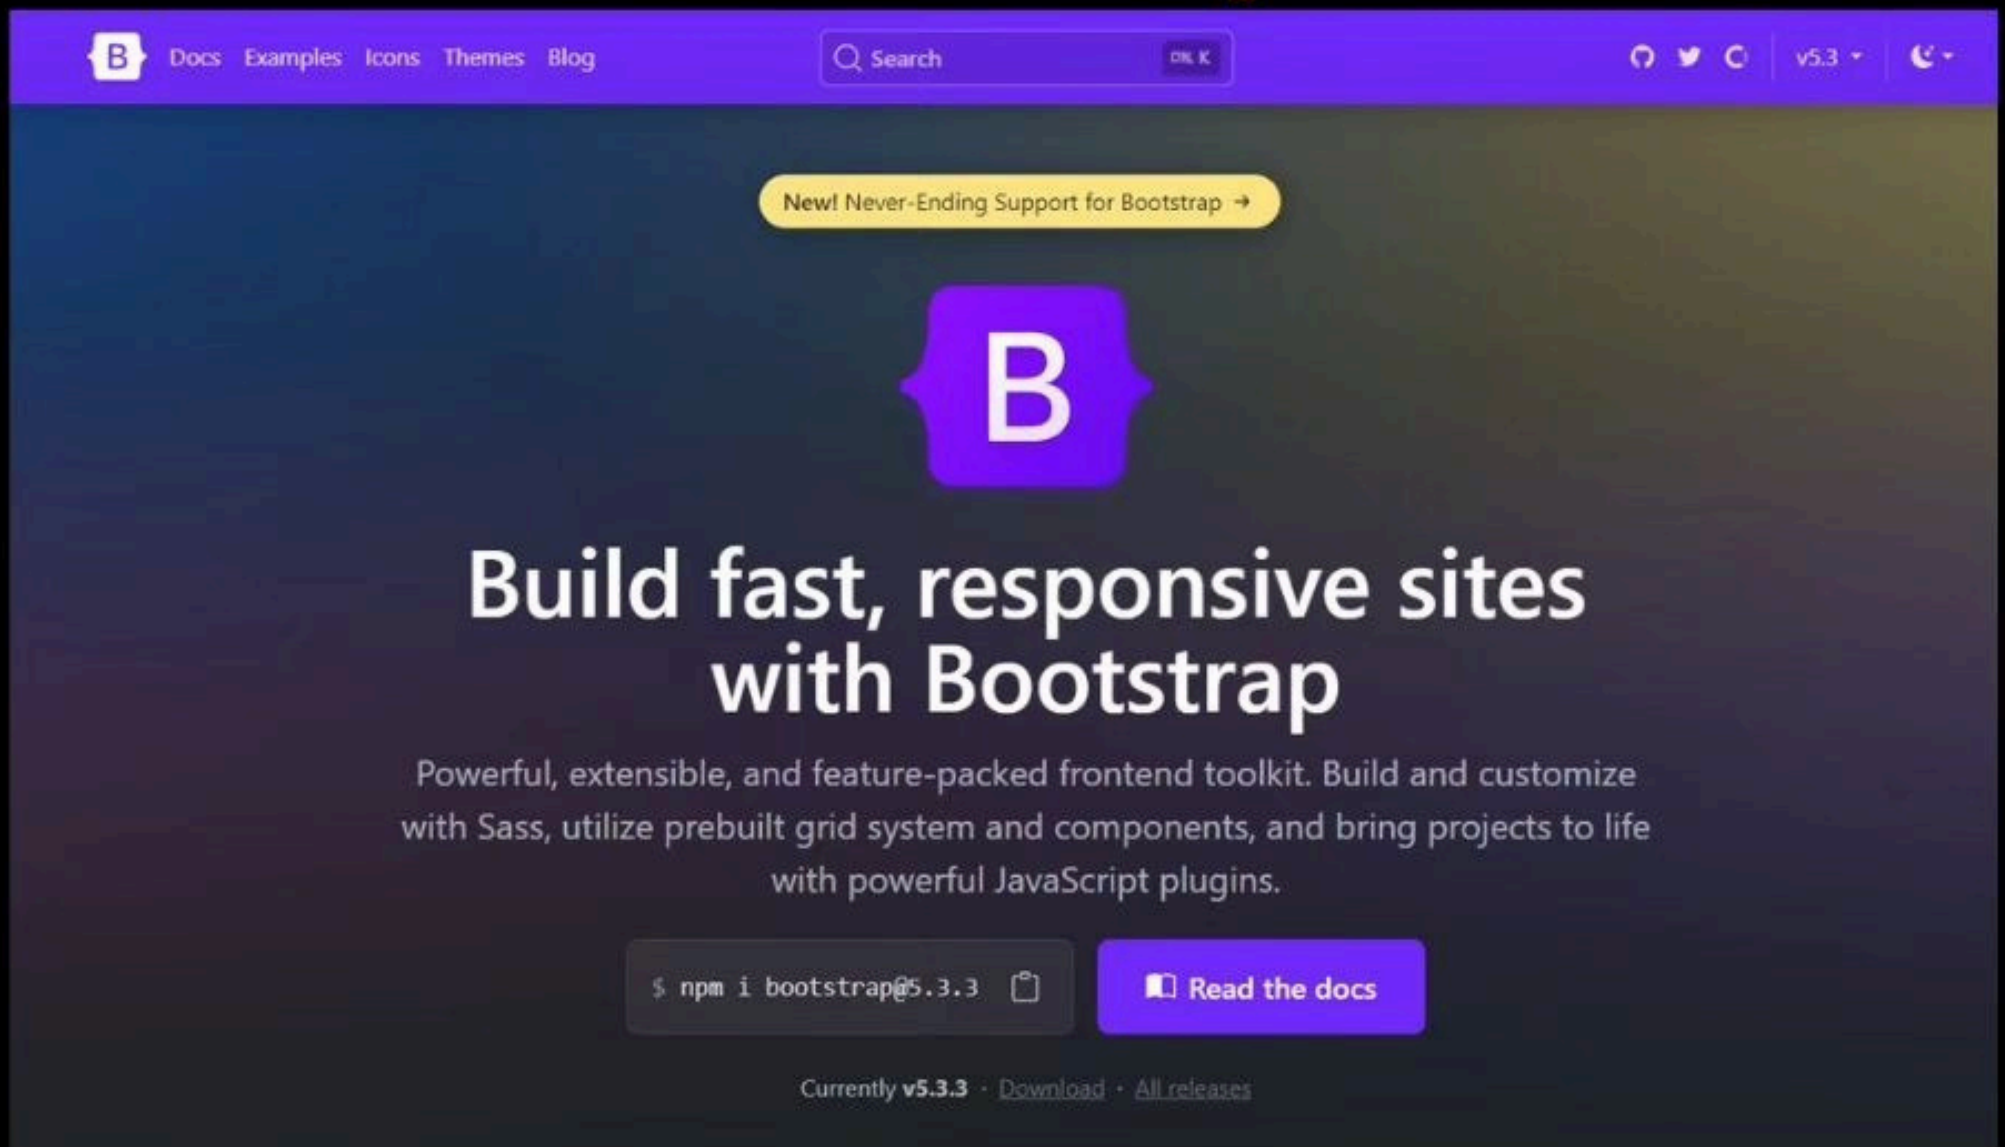 B Docs Examples Icons Themes Blog Search K v5.3
New! Never-Ending Support for Bootstrap →
B
Build fast, responsive sites
with Bootstrap
Powerful, extensible, and feature-packed frontend toolkit. Build and customize
with Sass, utilize prebuilt grid system and components, and bring projects to life
with powerful JavaScript plugins.
$ npm i bootstrap@5.3.3 Read the docs
Currently v5.3.3 · Download · All releases